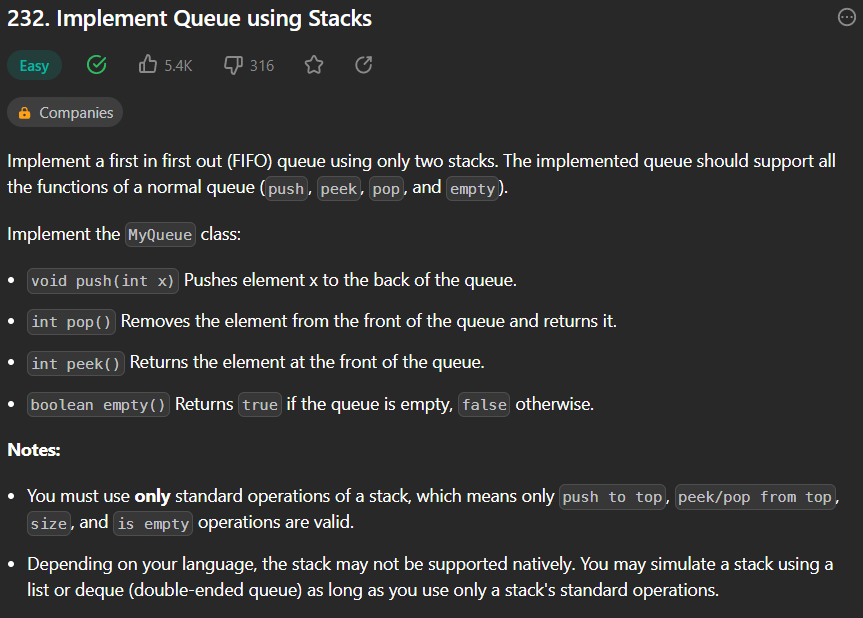 232. Implement Queue using Stacks
Easy 5.4K 316
Companies
Implement a first in first out (FIFO) queue using only two stacks. The implemented queue should support all
the functions of a normal queue (push, peek, pop, and empty).
Implement the MyQueue class:
• void push(int x) Pushes element x to the back of the queue.
• int pop() Removes the element from the front of the queue and returns it.
• int peek() Returns the element at the front of the queue.
• boolean empty() Returns true if the queue is empty, false otherwise.
Notes:
• You must use only standard operations of a stack, which means only push to top, peek/pop from top,
size, and is empty operations are valid.
• Depending on your language, the stack may not be supported natively. You may simulate a stack using a
list or deque (double-ended queue) as long as you use only a stack's standard operations.